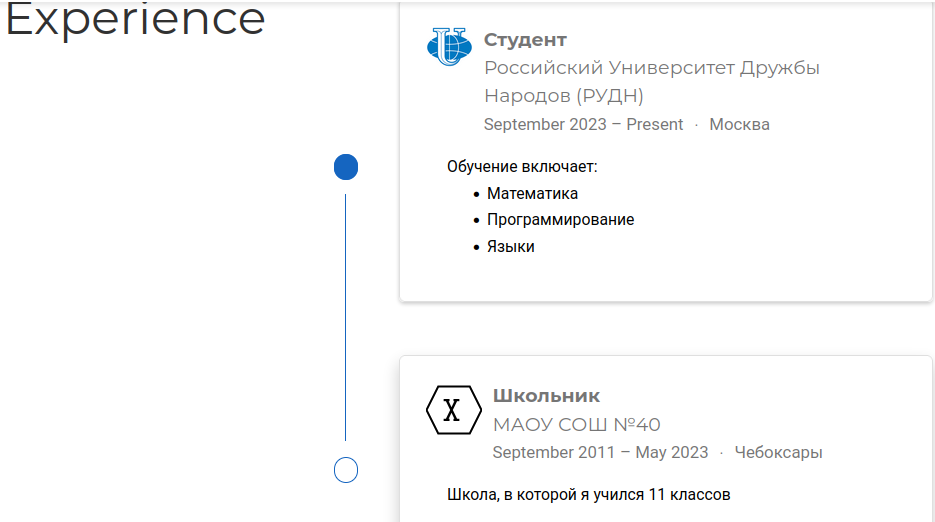 Experience
Студент
Российский Университет Дружбы
Народов (РУДН)
September 2023 – Present · Москва
Обучение включает:
• Математика
• Программирование
• Языки
X
Школьник
МАОУ СОШ №40
September 2011 – May 2023 · Чебоксары
Школа, в которой я учился 11 классов